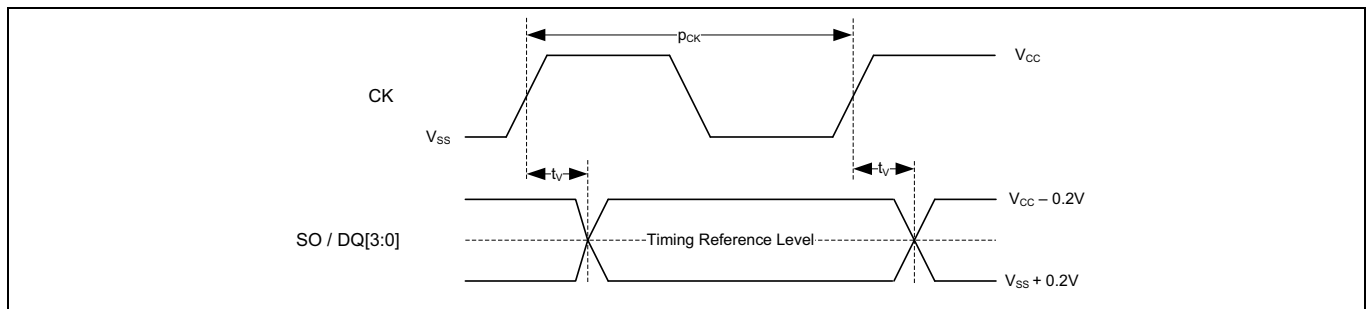 pCK
CK
VCC
VSS
tV
tV
VCC – 0.2V
SO / DQ[3:0]
Timing Reference Level
VSS + 0.2V